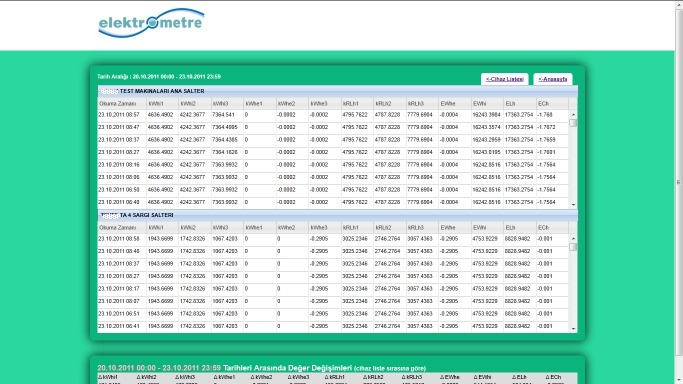 elektrometre
Tarih Aralığı : 20.10.2011 00:00 - 23.10.2011 23:59
<-Cihaz Listesi <-Anasayfa
TEST MAKINALARI ANA SALTER
Okuma Zamanı kWhi1 kWhi2 kWhi3 kWhe1 kWhe2 kWhe3 kRLh1 kRLh2 kRLh3 EWhe EWhi ELh ECh
23.10.2011 08:57 4636.4902 4242.3677 7364.541 0 -0.0002 -0.0002 4795.7622 4787.8228 7779.6904 -0.0004 16243.3984 17363.2754 -1.768
23.10.2011 08:47 4636.4902 4242.3677 7364.4995 0 -0.0002 -0.0002 4795.7622 4787.8228 7779.6904 -0.0004 16243.3574 17363.2754 -1.7672
23.10.2011 08:37 4636.4902 4242.3677 7364.4385 0 -0.0002 -0.0002 4795.7622 4787.8228 7779.6904 -0.0004 16243.2959 17363.2754 -1.7659
23.10.2011 08:27 4636.4902 4242.3677 7364.1626 0 -0.0002 -0.0002 4795.7622 4787.8228 7779.6904 -0.0004 16243.0195 17363.2754 -1.7601
23.10.2011 08:16 4636.4902 4242.3677 7363.9932 0 -0.0002 -0.0002 4795.7622 4787.8228 7779.6904 -0.0004 16242.8516 17363.2754 -1.7564
23.10.2011 08:06 4636.4902 4242.3677 7363.9932 0 -0.0002 -0.0002 4795.7622 4787.8228 7779.6904 -0.0004 16242.8516 17363.2754 -1.7564
23.10.2011 06:50 4636.4902 4242.3677 7363.9932 0 -0.0002 -0.0002 4795.7622 4787.8228 7779.6904 -0.0004 16242.8516 17363.2754 -1.7564
23.10.2011 06:40 4636.4902 4242.3677 7363.9932 0 -0.0002 -0.0002 4795.7622 4787.8228 7779.6904 -0.0004 16242.8516 17363.2754 -1.7564
TA 4 SARGI SALTERI
Okuma Zamanı kWhi1 kWhi2 kWhi3 kWhe1 kWhe2 kWhe3 kRLh1 kRLh2 kRLh3 EWhe EWhi ELh ECh
23.10.2011 08:58 1943.6699 1742.8326 1067.4203 0 0 -0.2905 3025.2346 2746.2764 3057.4363 -0.2905 4753.9229 8828.9482 -0.001
23.10.2011 08:48 1943.6699 1742.8326 1067.4203 0 0 -0.2905 3025.2346 2746.2764 3057.4363 -0.2905 4753.9229 8828.9482 -0.001
23.10.2011 08:37 1943.6699 1742.8326 1067.4203 0 0 -0.2905 3025.2346 2746.2764 3057.4363 -0.2905 4753.9229 8828.9482 -0.001
23.10.2011 08:27 1943.6699 1742.8326 1067.4203 0 0 -0.2905 3025.2346 2746.2764 3057.4363 -0.2905 4753.9229 8828.9482 -0.001
23.10.2011 08:17 1943.6699 1742.8326 1067.4203 0 0 -0.2905 3025.2346 2746.2764 3057.4363 -0.2905 4753.9229 8828.9482 -0.001
23.10.2011 08:07 1943.6699 1742.8326 1067.4203 0 0 -0.2905 3025.2346 2746.2764 3057.4363 -0.2905 4753.9229 8828.9482 -0.001
23.10.2011 06:51 1943.6699 1742.8326 1067.4203 0 0 -0.2905 3025.2346 2746.2764 3057.4363 -0.2905 4753.9229 8828.9482 -0.001
23.10.2011 06:41 1943.6699 1742.8326 1067.4203 0 0 -0.2905 3025.2346 2746.2764 3057.4363 -0.2905 4753.9229 8828.9482 -0.001
20.10.2011 00:00 - 23.10.2011 23:59 Tarihleri Arasında Değer Değişimleri (cihaz liste sırasına göre)
Δ kWhi1 Δ kWhi2 Δ kWhi3 Δ kWhe1 Δ kWhe2 Δ kWhe3 Δ kRLh1 Δ kRLh2 Δ kRLh3 Δ EWhe Δ EWhi Δ ELh Δ ECh